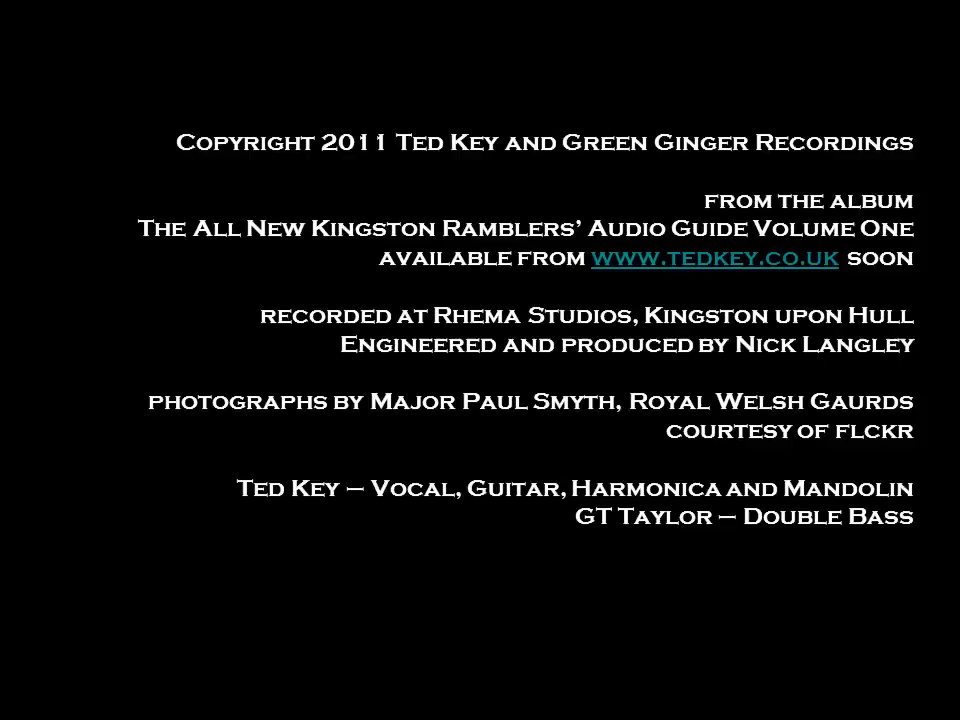 Copyright 2011 Ted Key and Green Ginger Recordings
from the album
The All New Kingston Ramblers’ Audio Guide Volume One
available from www.tedkey.co.uk soon
recorded at Rhema Studios, Kingston upon Hull
Engineered and produced by Nick Langley
photographs by Major Paul Smyth, Royal Welsh Gaurds
courtesy of flckr
Ted Key – Vocal, Guitar, Harmonica and Mandolin
GT Taylor – Double Bass